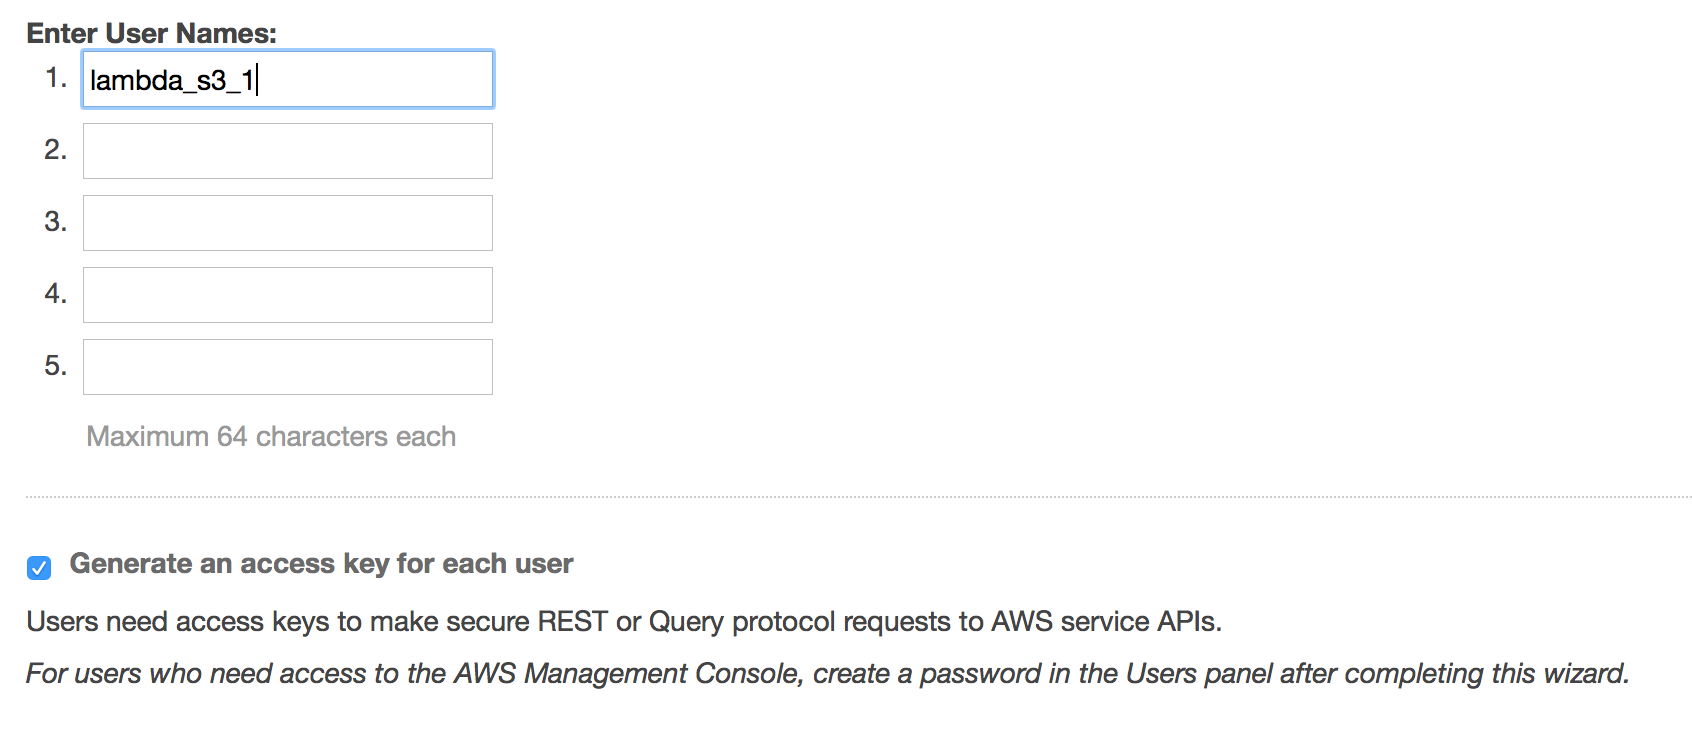 Enter User Names:
1. lambda_s3_1
2.
3.
4.
5.
Maximum 64 characters each
Generate an access key for each user
Users need access keys to make secure REST or Query protocol requests to AWS service APIs.
For users who need access to the AWS Management Console, create a password in the Users panel after completing this wizard.